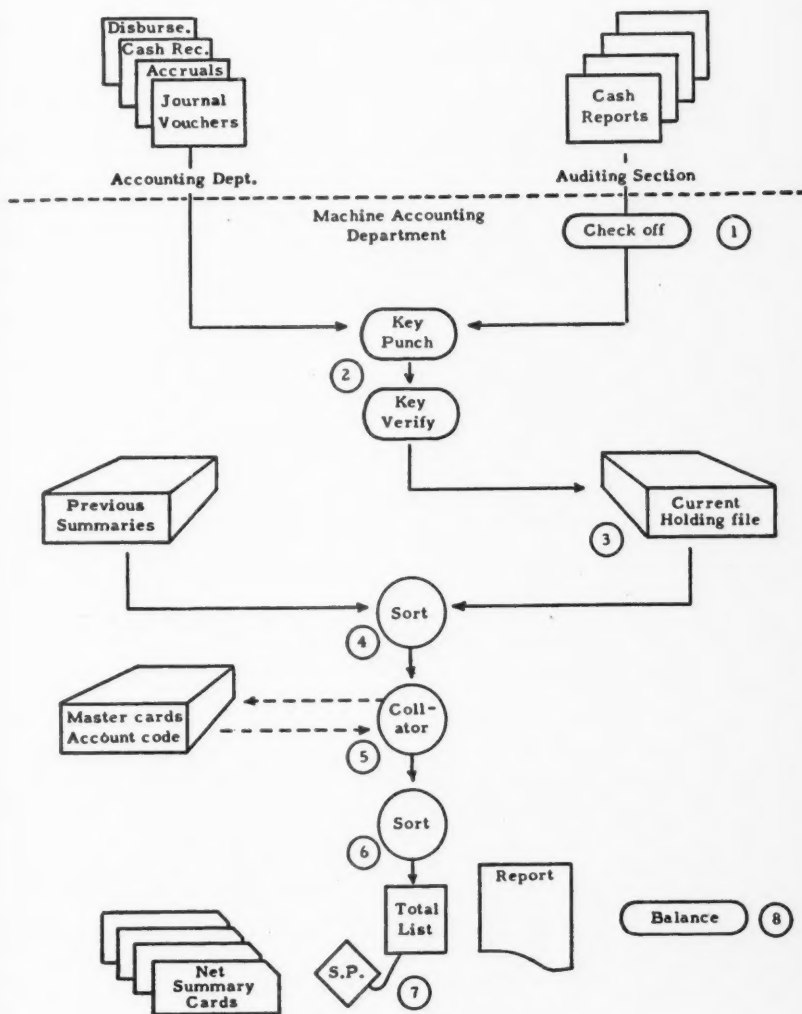 Disburse.
Cash Rec.
Accruals
Journal
Vouchers
Cash
Reports
Accounting Dept.
Auditing Section
Machine Accounting
Department
Check off
1
Key
Punch
2
Key
Verify
Previous
Summaries
Current
Holding file
3
Sort
4
Master cards
Account code
Coll-
ator
5
Sort
6
Report
Total
List
Balance
8
Net
Summary
Cards
S.P.
7